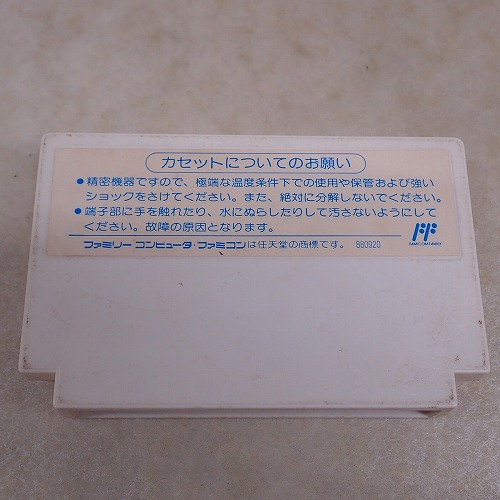 カセットについてのお願い
●精密機器ですので、極端な温度条件下での使用や保管および強い
ショックをさけてください。また、絶対に分解しないでください。
●端子部に手を触れたり、水にぬらしたりして汚さないようにして
ください。故障の原因となります。
ファミリーコンピュータ・ファミコンは任天堂の商標です。 880920
FAMICOM FAMILY